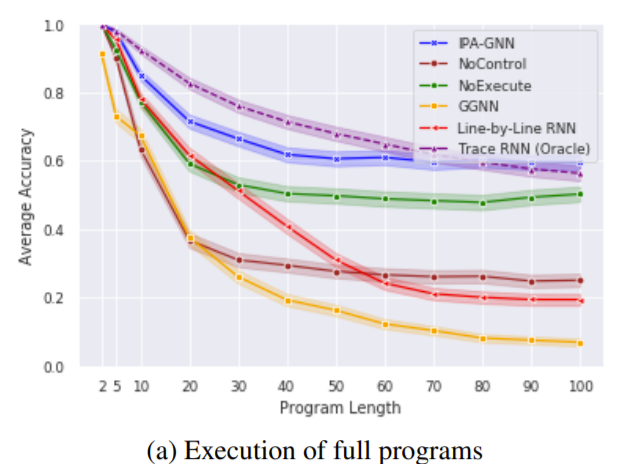 1.0
0.8
0.6
0.4
0.2
0.0
Average Accuracy
IPA-GNN
NoControl
NoExecute
GGNN
Line-by-Line RNN
Trace RNN (Oracle)
2 5 10 20 30 40 50 60 70 80 90 100
Program Length
(a) Execution of full programs